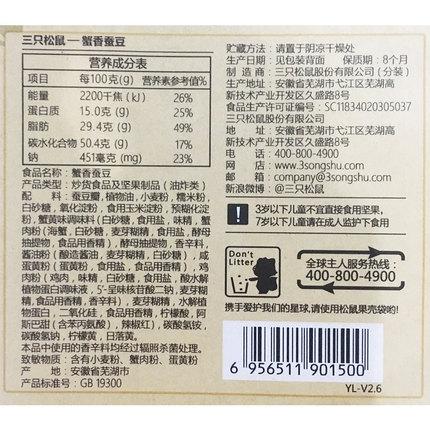 三只松鼠—蟹香蚕豆
营养成分表
项目 每100克(g) 营养素参考值%
能量 2200千焦(kJ) 26%
蛋白质 15.0克(g) 25%
脂肪 29.4克(g) 49%
碳水化合物 50.4克(g) 17%
钠 451毫克(mg) 23%
食品名称：蟹香蚕豆
产品类型：炒货食品及坚果制品（油炸类）
配料：蚕豆瓣，植物油，小麦粉，糯米粉，
白砂糖，氧化淀粉，食用玉米淀粉，预糊化淀
粉，蟹黄味调味料(白砂糖，食用盐，味精，蟹
肉粉（海蟹，白砂糖，麦芽糊精，食用盐，酵母
抽提物，食品用香精），酵母抽提物，香辛料，
酱油粉（酿造酱油，麦芽糊精，白砂糖），咸
蛋黄粉（蛋黄粉，食用盐，食品用香精），鸡
肉粉（鸡肉，味精，白砂糖，食用盐，酸水解
植物蛋白调味液，5'-呈味核苷酸二钠，麦芽糊
精,食品用香精，香辛料），麦芽糊精，水解植
物蛋白，二氧化硅，食品用香精，柠檬酸，阿
斯巴甜（含苯丙氨酸），辣椒红)，碳酸氢铵，
碳酸氢钠，柠檬黄，日落黄。
本品中使用的香辛料均经过辐照杀菌处理。
致敏物质：含有小麦粉、蟹肉粉、蛋黄粉
产地：安徽省芜湖市
产品标准号：GB 19300
贮藏方法：请置于阴凉干燥处
生产日期：见包装背面 保质期：8个月
制造商：三只松鼠股份有限公司（分装）
生产地址：安徽省芜湖市弋江区芜湖高
新技术产业开发区久盛路8号
食品生产许可证编号：SC11834020305037
三只松鼠股份有限公司
地址：安徽省芜湖市弋江区芜湖高
新技术产业开发区久盛路8号
电话：400-800-4900
网店：www.3songshu.com
邮箱：company@3songshu.com
新浪微博：@三只松鼠
3岁以下儿童不宜直接食用坚果，
7岁以下儿童请在成人监护下食用
Don't
Litter
全球主人服务热线:
400-800-4900
携手爱护我们的星球，请使用松鼠果壳袋哟!
6 956511 901500
YL-V2.6